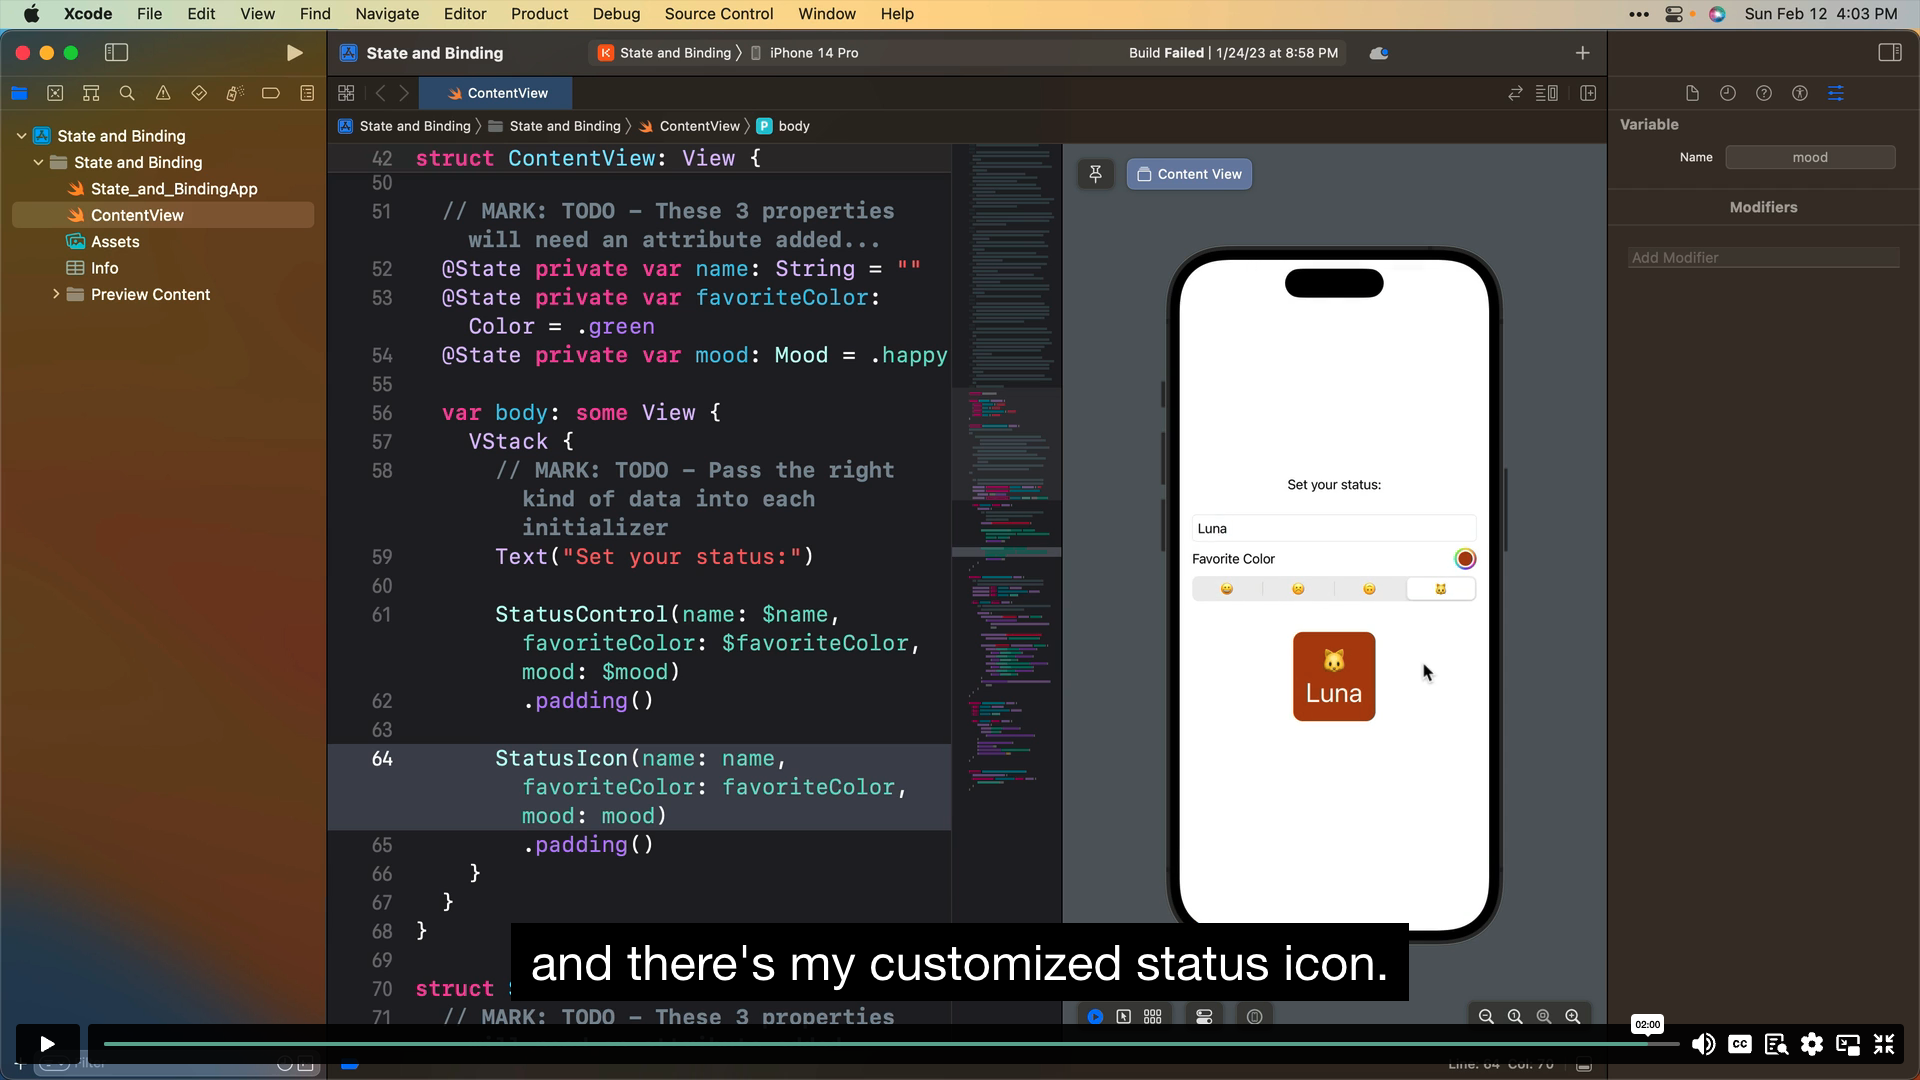 Xcode File Edit View Find Navigate Editor Product Debug Source Control Window Help
Sun Feb 12 4:03 PM
State and Binding
State and Binding 〉 iPhone 14 Pro
Build Failed | 1/24/23 at 8:58 PM
ContentView
State and Binding 〉 State and Binding 〉 ContentView 〉 P body
State and Binding
State and Binding
State_and_BindingApp
ContentView
Assets
Info
Preview Content
42 struct ContentView: View {
50
51 // MARK: TODO – These 3 properties
will need an attribute added...
52 @State private var name: String = ""
53 @State private var favoriteColor:
Color = .green
54 @State private var mood: Mood = .happy
55
56 var body: some View {
57 VStack {
58 // MARK: TODO – Pass the right
kind of data into each
initializer
59 Text("Set your status:")
60
61 StatusControl(name: $name,
favoriteColor: $favoriteColor,
mood: $mood)
62 .padding()
63
64 StatusIcon(name: name,
favoriteColor: favoriteColor,
mood: mood)
65 .padding()
66 }
67 }
68 }
69
70 struct
71 // MARK: TODO – These 3 properties
Content View
Set your status:
Luna
Favorite Color
Luna
Variable
Name mood
Modifiers
Add Modifier
and there's my customized status icon.
02:00
CC
Filter
Line: 64 Col: 70